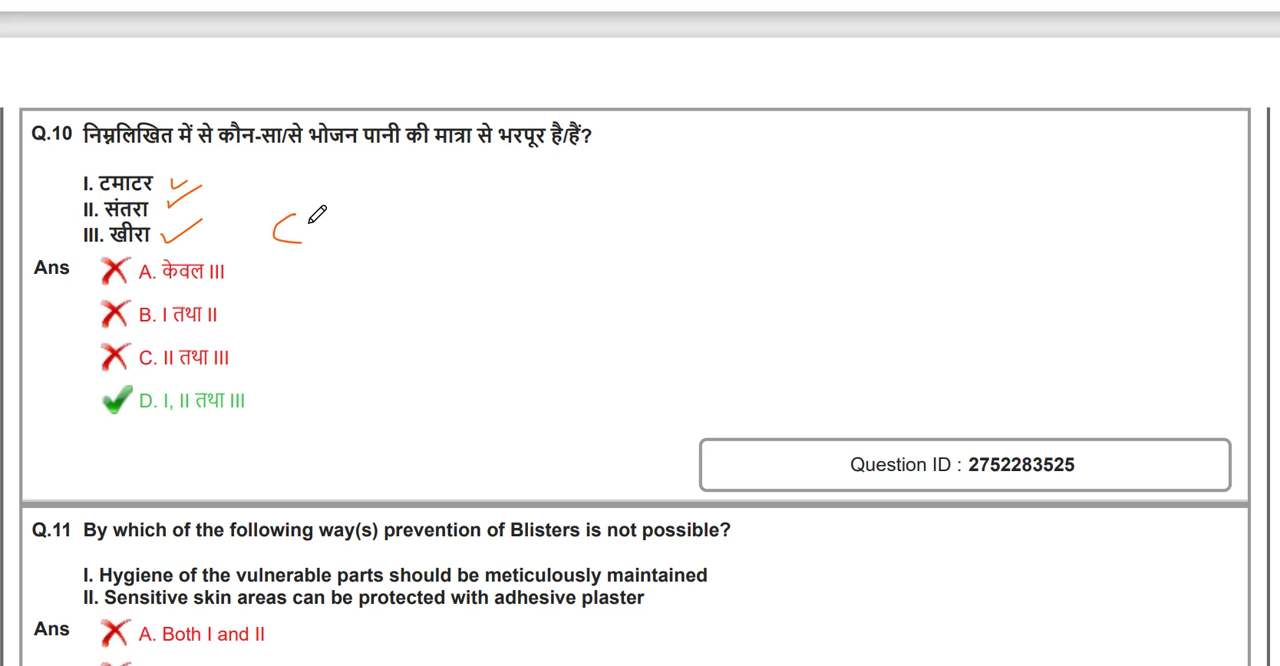 Q.10 निम्नलिखित में से कौन-सा/से भोजन पानी की मात्रा से भरपूर है/हैं?
I. टमाटर
II. संतरा
III. खीरा
Ans A. केवल III
B. I तथा II
C. II तथा III
D. I, II तथा III
Question ID : 2752283525
Q.11 By which of the following way(s) prevention of Blisters is not possible?
I. Hygiene of the vulnerable parts should be meticulously maintained
II. Sensitive skin areas can be protected with adhesive plaster
Ans A. Both I and II